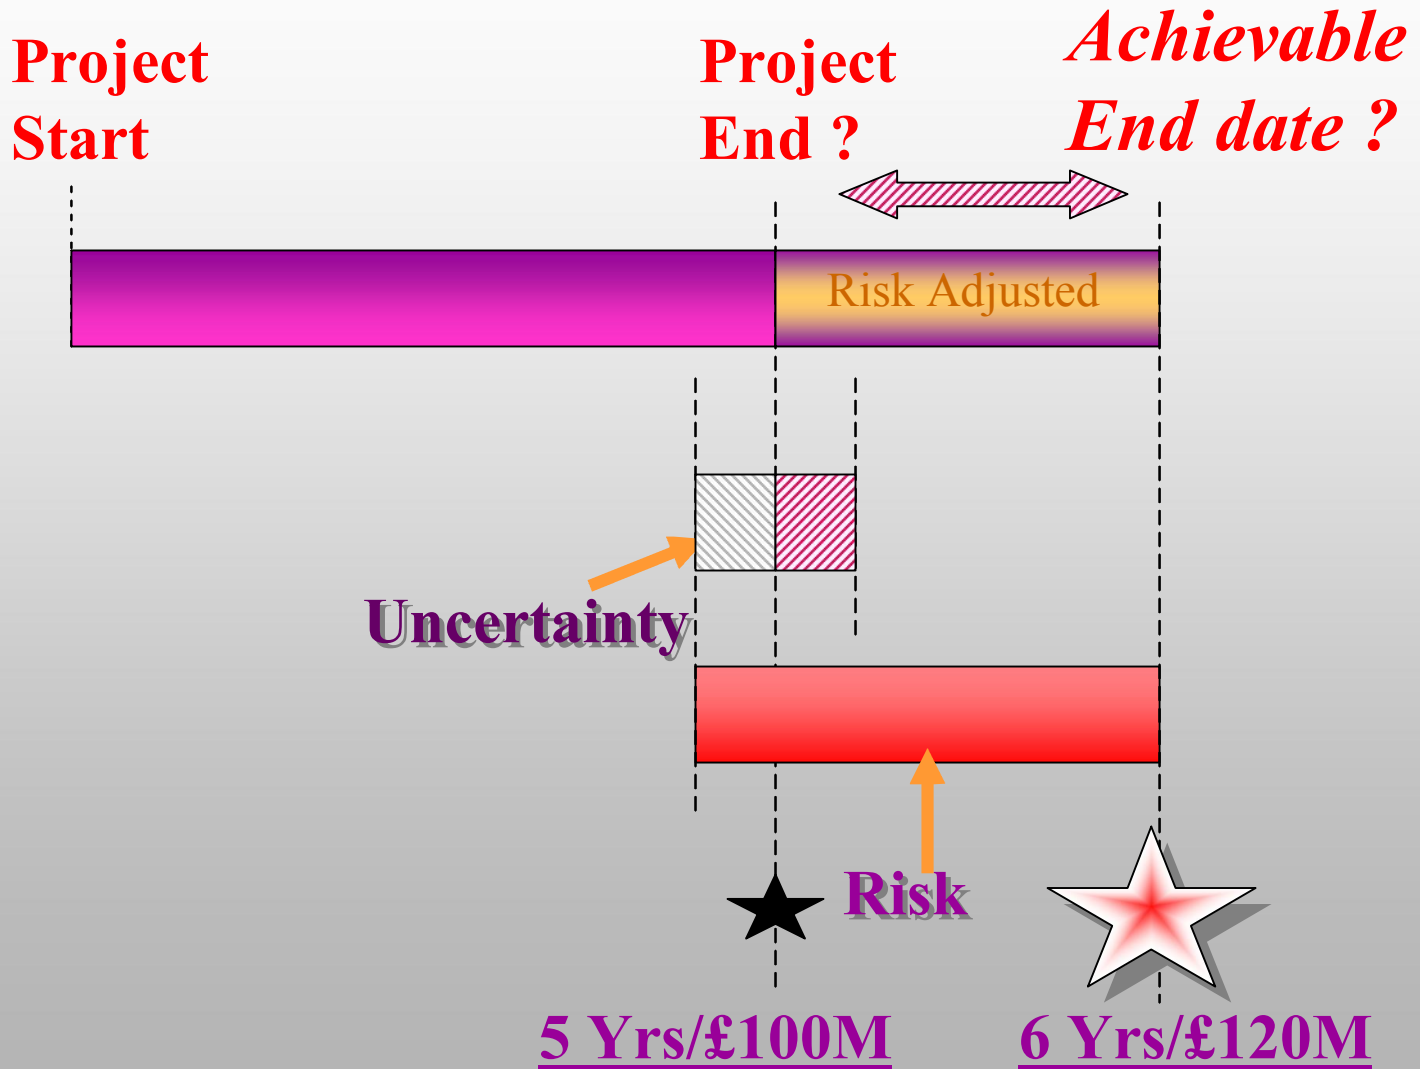 Project
Start
Project
End ?
Achievable
End date ?
Risk Adjusted
Uncertainty
Risk
5 Yrs/£100M
6 Yrs/£120M